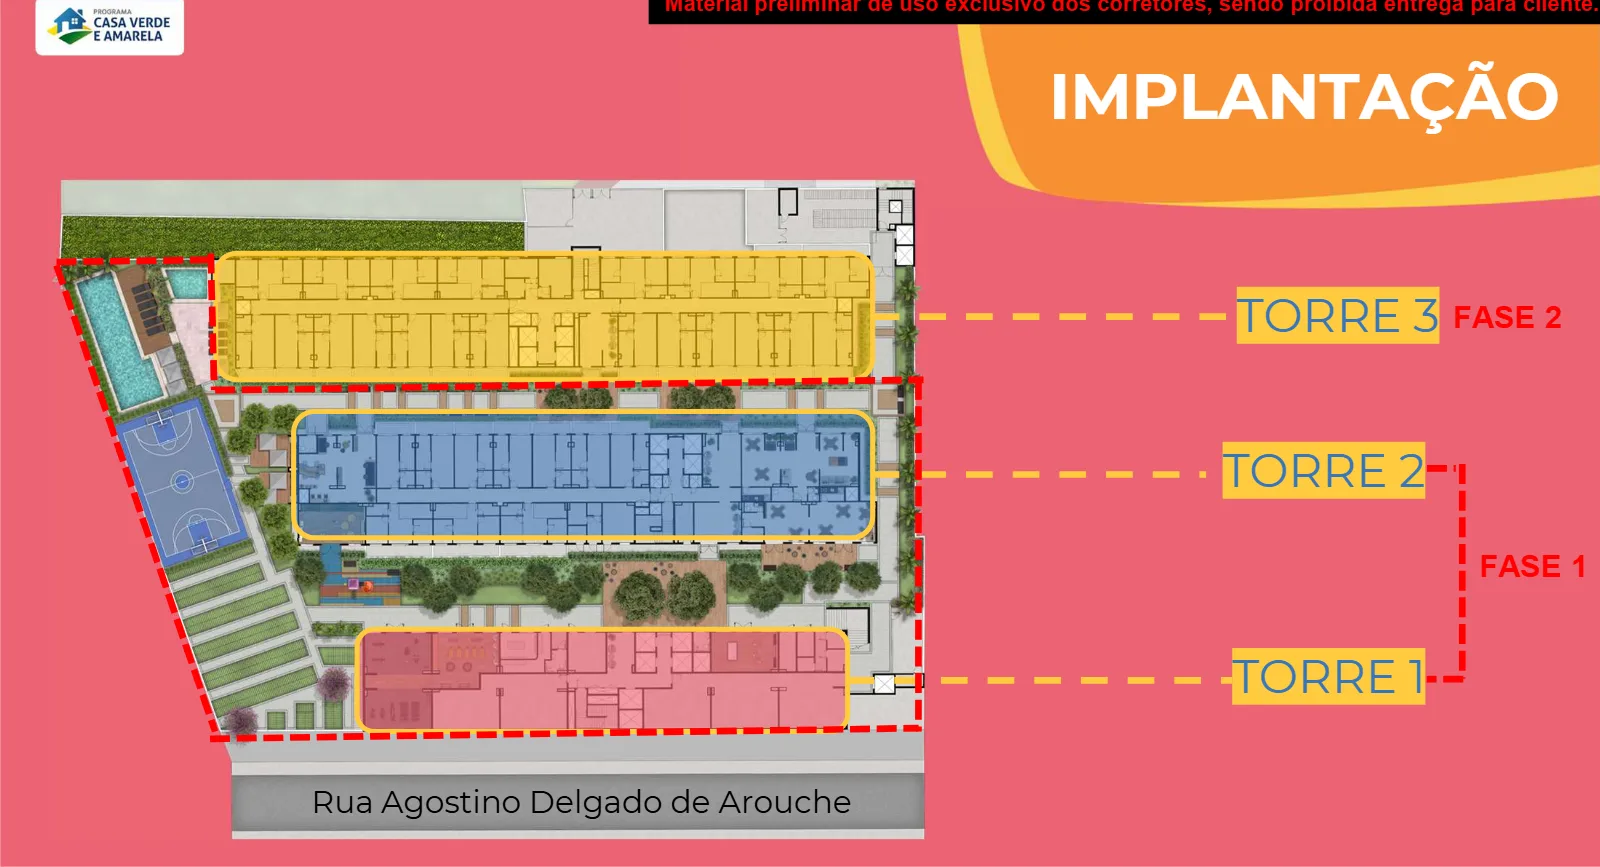 PROGRAMA
CASA VERDE
E AMARELA
Material preliminar de uso exclusivo dos corretores, sendo proibida entrega para cliente.
IMPLANTAÇÃO
TORRE 3 FASE 2
TORRE 2
FASE 1
TORRE 1
Rua Agostino Delgado de Arouche